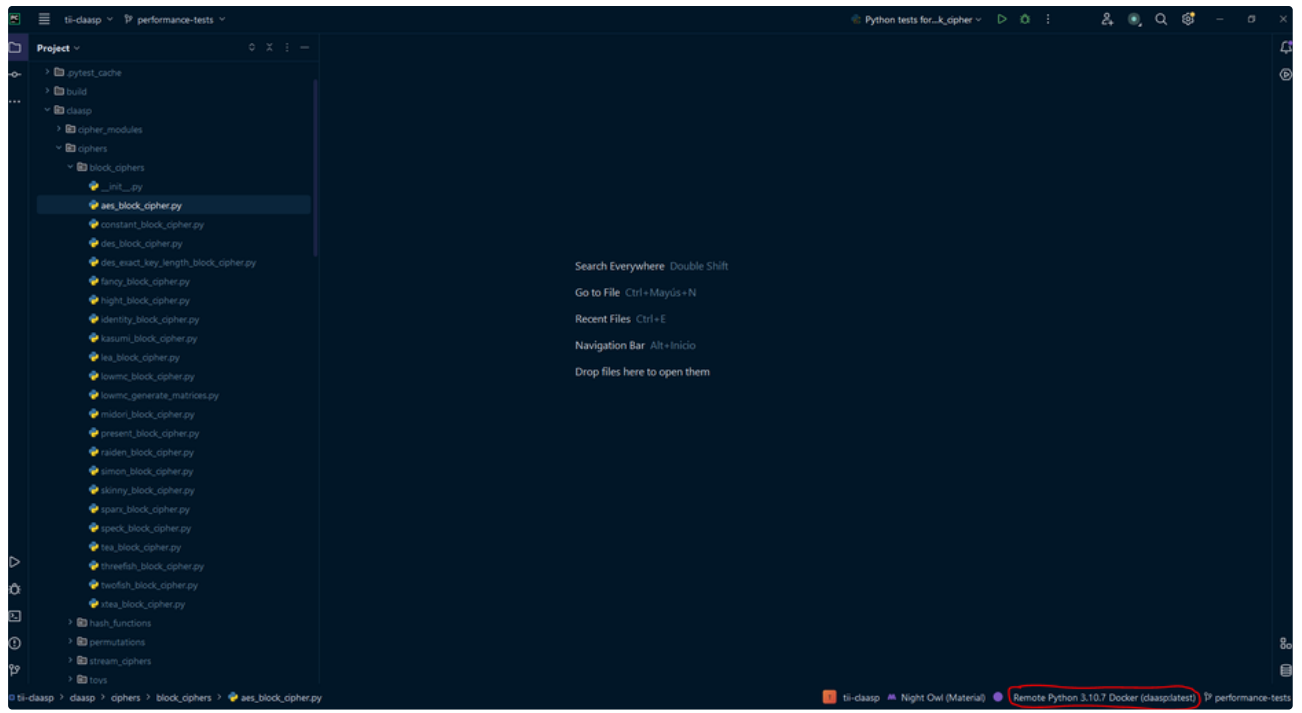 PC tii-claasp performance-tests Python tests for...k_cipher
Project
.pytest_cache
build
claasp
cipher_modules
ciphers
block_ciphers
__init__.py
aes_block_cipher.py
constant_block_cipher.py
des_block_cipher.py
des_exact_key_length_block_cipher.py
fancy_block_cipher.py
hight_block_cipher.py
identity_block_cipher.py
kasumi_block_cipher.py
lea_block_cipher.py
lowmc_block_cipher.py
lowmc_generate_matrices.py
midori_block_cipher.py
present_block_cipher.py
raiden_block_cipher.py
simon_block_cipher.py
skinny_block_cipher.py
sparx_block_cipher.py
speck_block_cipher.py
tea_block_cipher.py
threefish_block_cipher.py
twofish_block_cipher.py
xtea_block_cipher.py
hash_functions
permutations
stream_ciphers
toys
Search Everywhere Double Shift
Go to File Ctrl+Mayús+N
Recent Files Ctrl+E
Navigation Bar Alt+Inicio
Drop files here to open them
tii-claasp > claasp > ciphers > block_ciphers > aes_block_cipher.py tii-claasp Night Owl (Material) Remote Python 3.10.7 Docker (claasp:latest) performance-tests